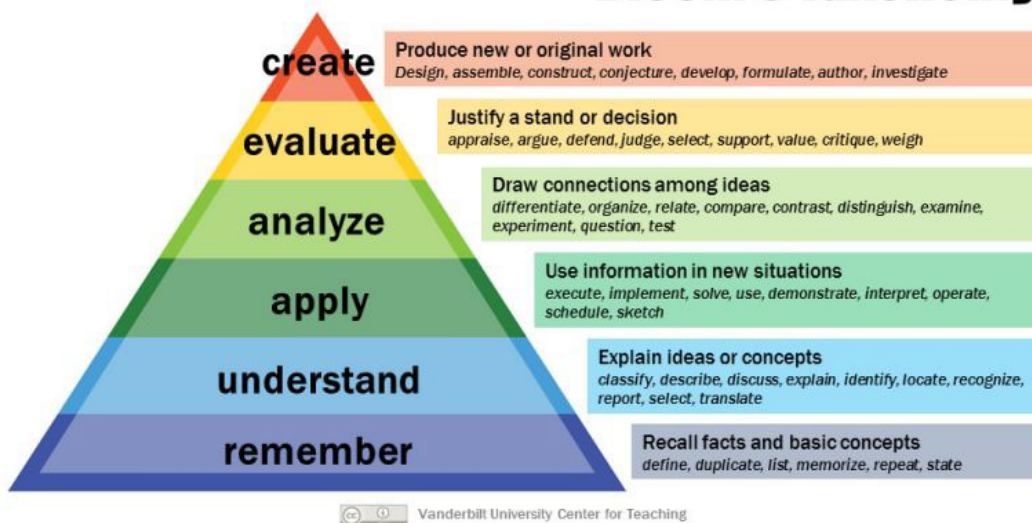 create
Produce new or original work
Design, assemble, construct, conjecture, develop, formulate, author, investigate
evaluate
Justify a stand or decision
appraise, argue, defend, judge, select, support, value, critique, weigh
analyze
Draw connections among ideas
differentiate, organize, relate, compare, contrast, distinguish, examine,
experiment, question, test
apply
Use information in new situations
execute, implement, solve, use, demonstrate, interpret, operate,
schedule, sketch
understand
Explain ideas or concepts
classify, describe, discuss, explain, identify, locate, recognize,
report, select, translate
remember
Recall facts and basic concepts
define, duplicate, list, memorize, repeat, state
cc
Vanderbilt University Center for Teaching